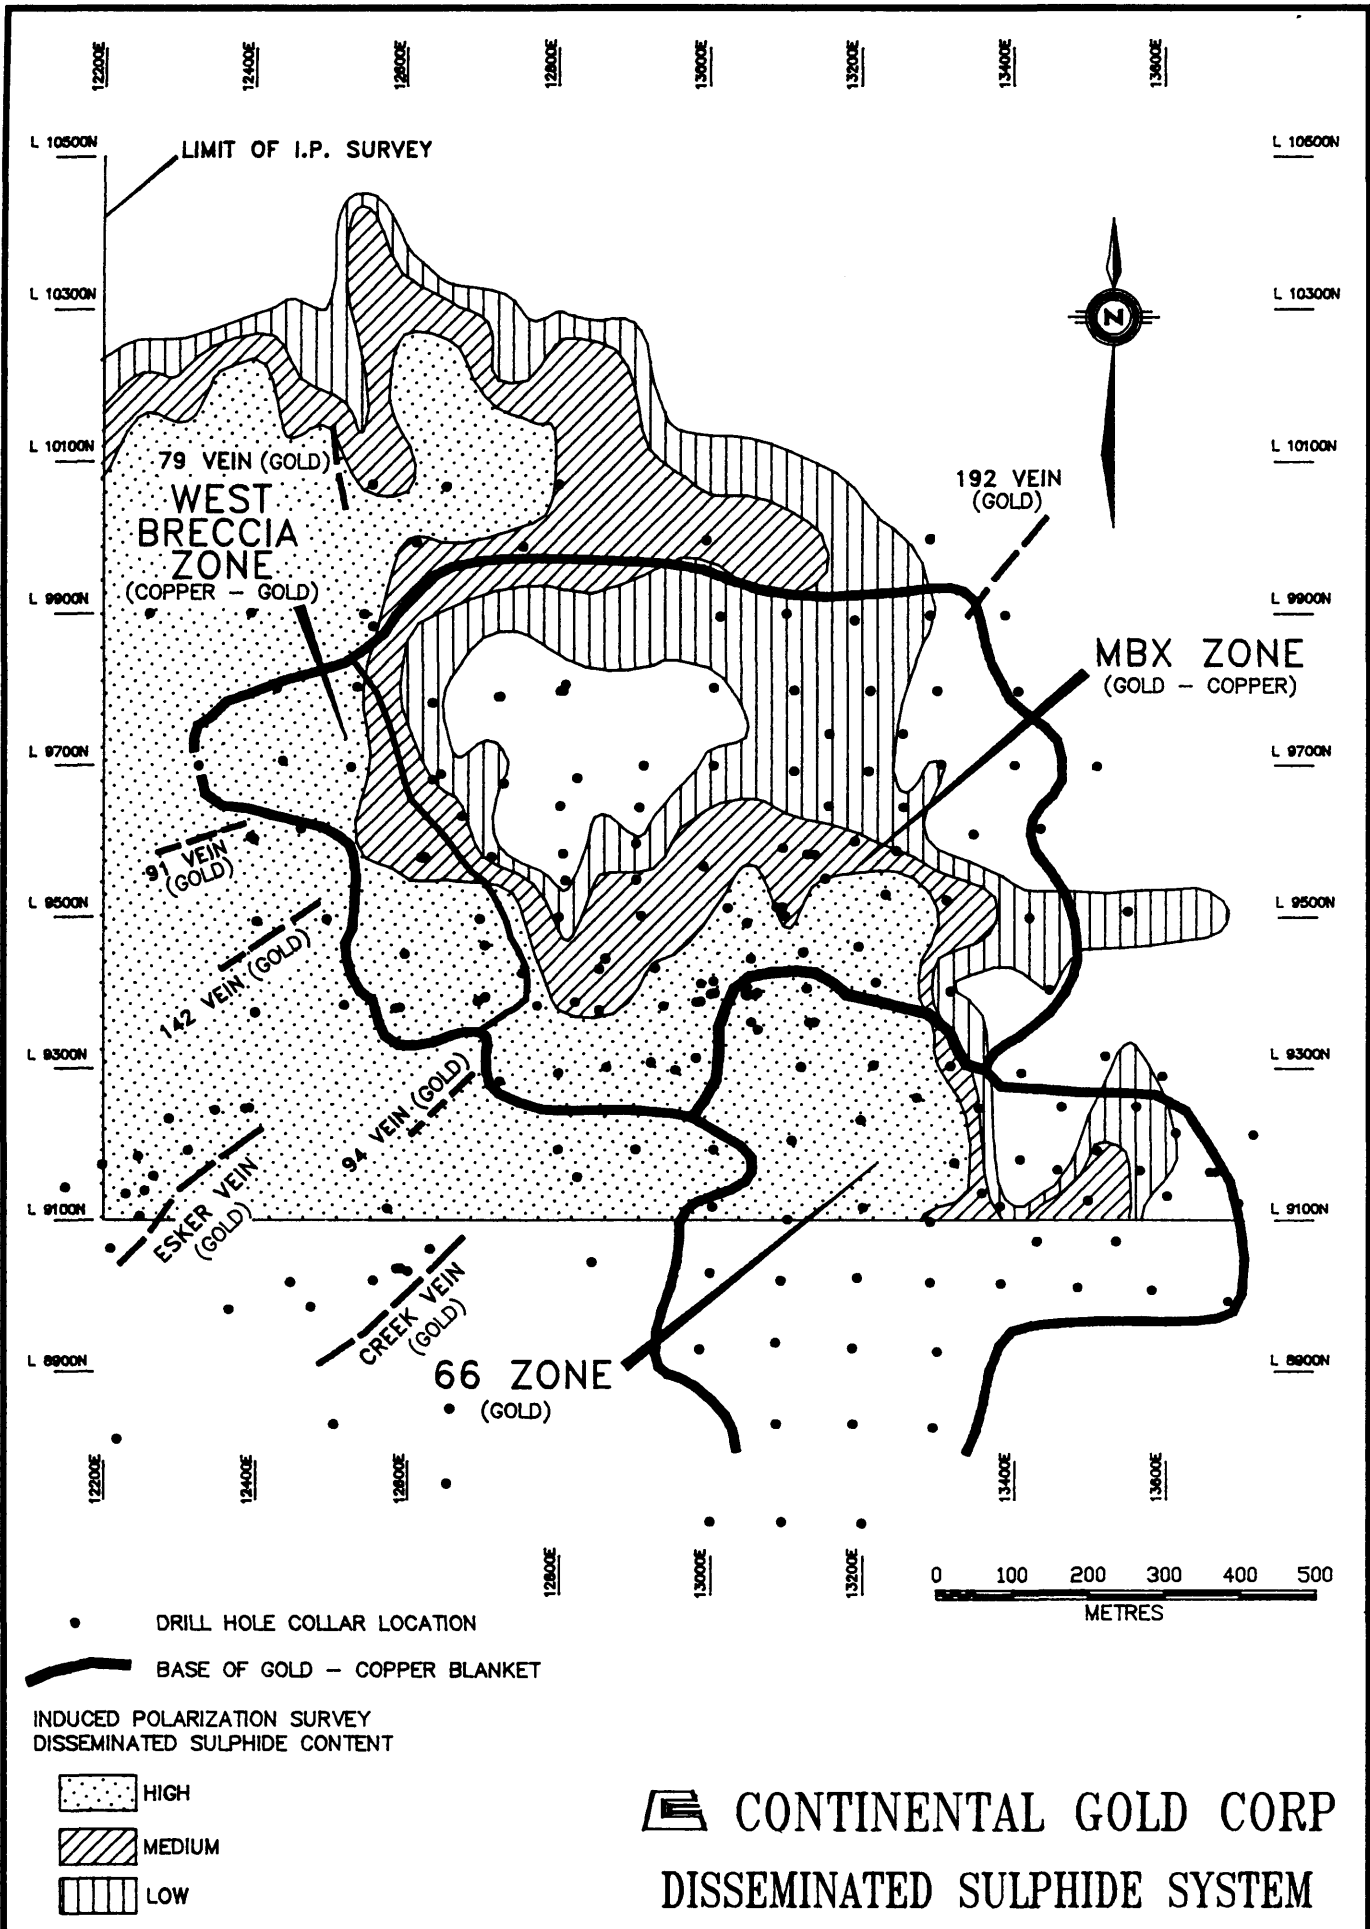 12200E
12400E
12600E
12800E
13000E
13200E
13400E
13600E
L 10500N
LIMIT OF I.P. SURVEY
L 10500N
L 10300N
L 10300N
N
L 10100N
L 10100N
79 VEIN (GOLD)
192 VEIN
(GOLD)
WEST
BRECCIA
ZONE
(COPPER – GOLD)
L 9900N
L 9900N
MBX ZONE
(GOLD – COPPER)
L 9700N
L 9700N
91 VEIN
(GOLD)
L 9500N
L 9500N
142 VEIN (GOLD)
L 9300N
L 9300N
94 VEIN (GOLD)
L 9100N
L 9100N
ESKER VEIN
(GOLD)
CREEK VEIN
(GOLD)
L 8900N
L 8900N
66 ZONE
(GOLD)
12200E
12400E
12600E
13400E
13600E
12800E
13000E
13200E
0 100 200 300 400 500
METRES
DRILL HOLE COLLAR LOCATION
BASE OF GOLD – COPPER BLANKET
INDUCED POLARIZATION SURVEY
DISSEMINATED SULPHIDE CONTENT
HIGH
MEDIUM
LOW
CONTINENTAL GOLD CORP
DISSEMINATED SULPHIDE SYSTEM